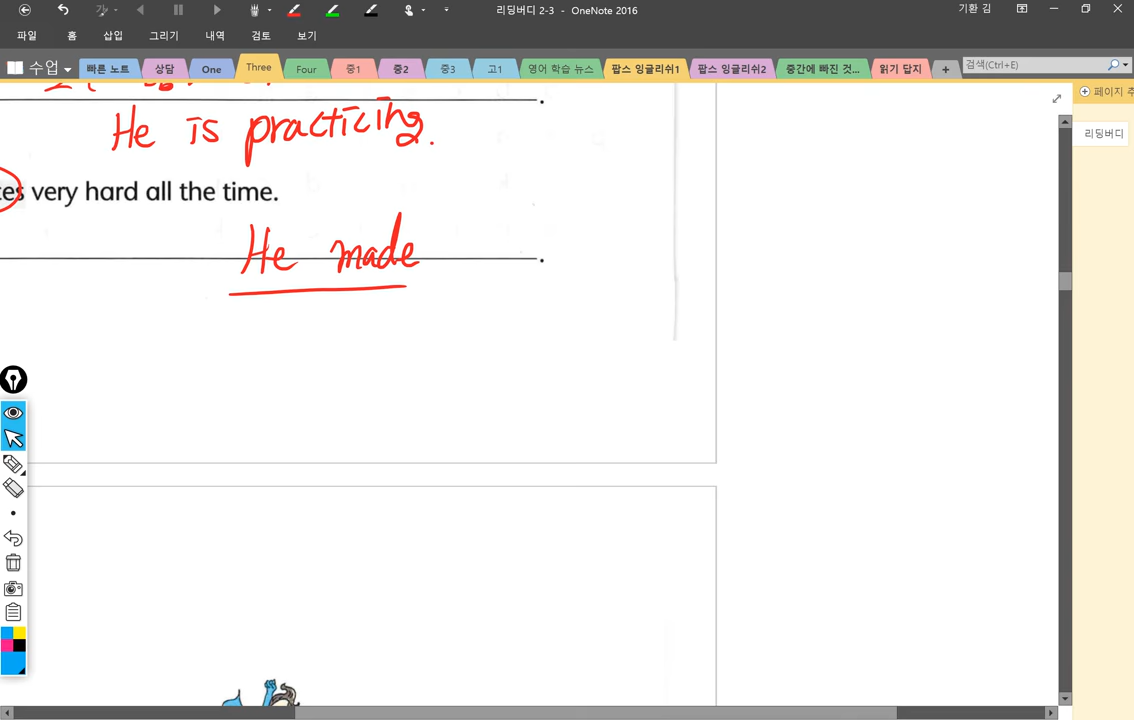 리딩버디 2-3 - OneNote 2016
기환 김
파일 홈 삽입 그리기 내역 검토 보기
수업 빠른 노트 상담 One Three Four 중1 중2 중3 고1 영어 학습 뉴스 팝스 잉글리쉬1 팝스 잉글리쉬2 중간에 빠진 것... 읽기 답지 + 검색(Ctrl+E)
페이지 추
리딩버디
He is practicing.
tes very hard all the time.
He made